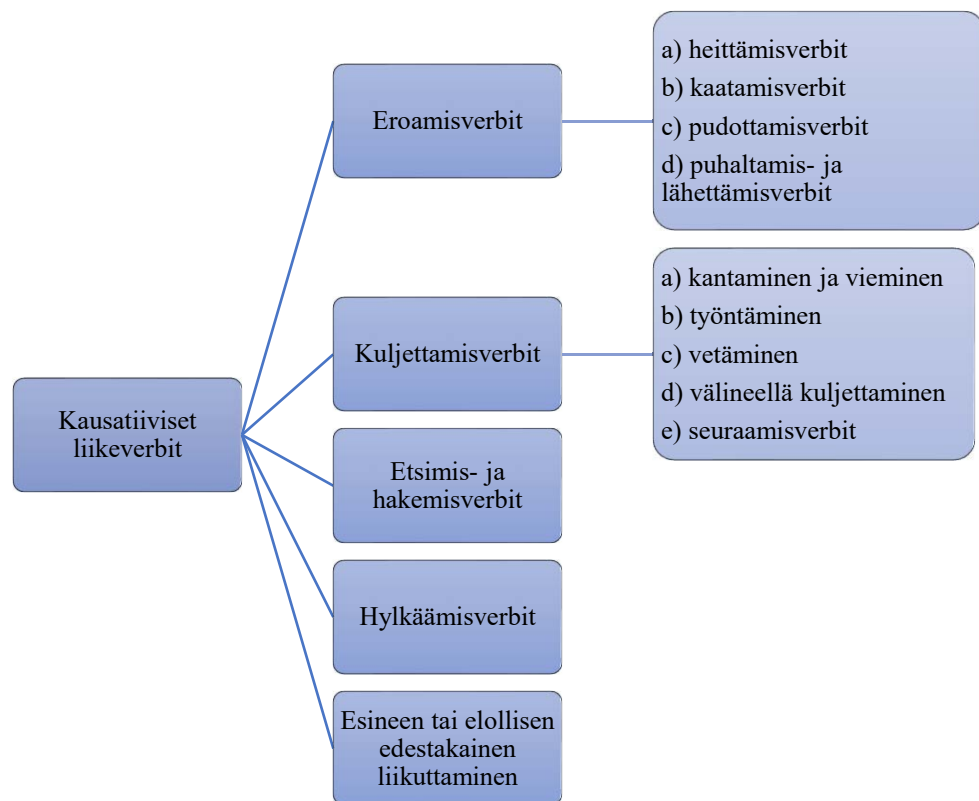 Kausatiiviset
liikeverbit
Eroamisverbit
a) heittämisverbit
b) kaatamisverbit
c) pudottamisverbit
d) puhaltamis- ja
lähettämisverbit
Kuljettamisverbit
a) kantaminen ja vieminen
b) työntäminen
c) vetäminen
d) välineellä kuljettaminen
e) seuraamisverbit
Etsimis- ja
hakemisverbit
Hylkäämisverbit
Esineen tai elollisen
edestakainen
liikuttaminen